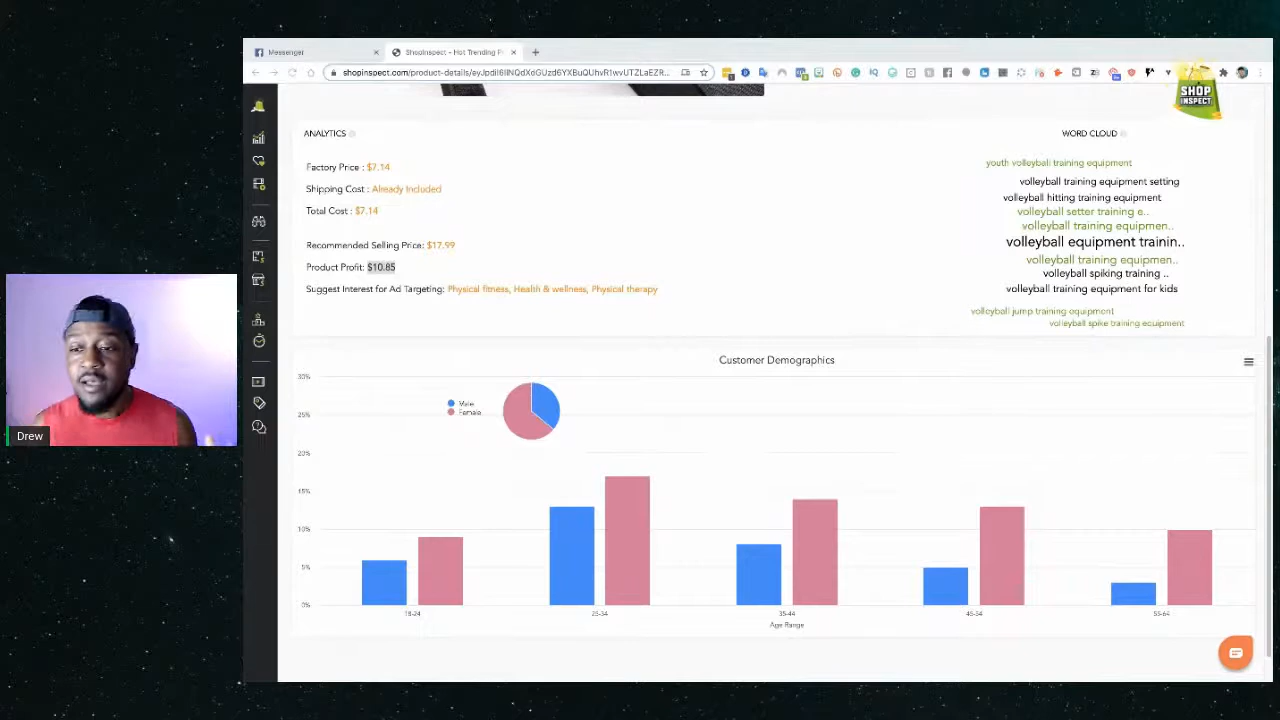 Messenger
ShopInspect - Hot Trending P
SHOP
INSPECT
ANALYTICS
Factory Price : $7.14
Shipping Cost : Already Included
Total Cost : $7.14
Recommended Selling Price: $17.99
Product Profit: $10.85
Suggest Interest for Ad Targeting: Physical fitness, Health & wellness, Physical therapy
WORD CLOUD
youth volleyball training equipment
volleyball training equipment setting
volleyball hitting training equipment
volleyball setter training e..
volleyball training equipmen..
volleyball equipment trainin..
volleyball training equipmen..
volleyball spiking training ..
volleyball training equipment for kids
volleyball jump training equipment
volleyball spike training equipment
Drew
Customer Demographics
Male
Female
30%
25%
20%
15%
10%
5%
0%
18-24
25-34
35-44
45-54
55-64
Age Range